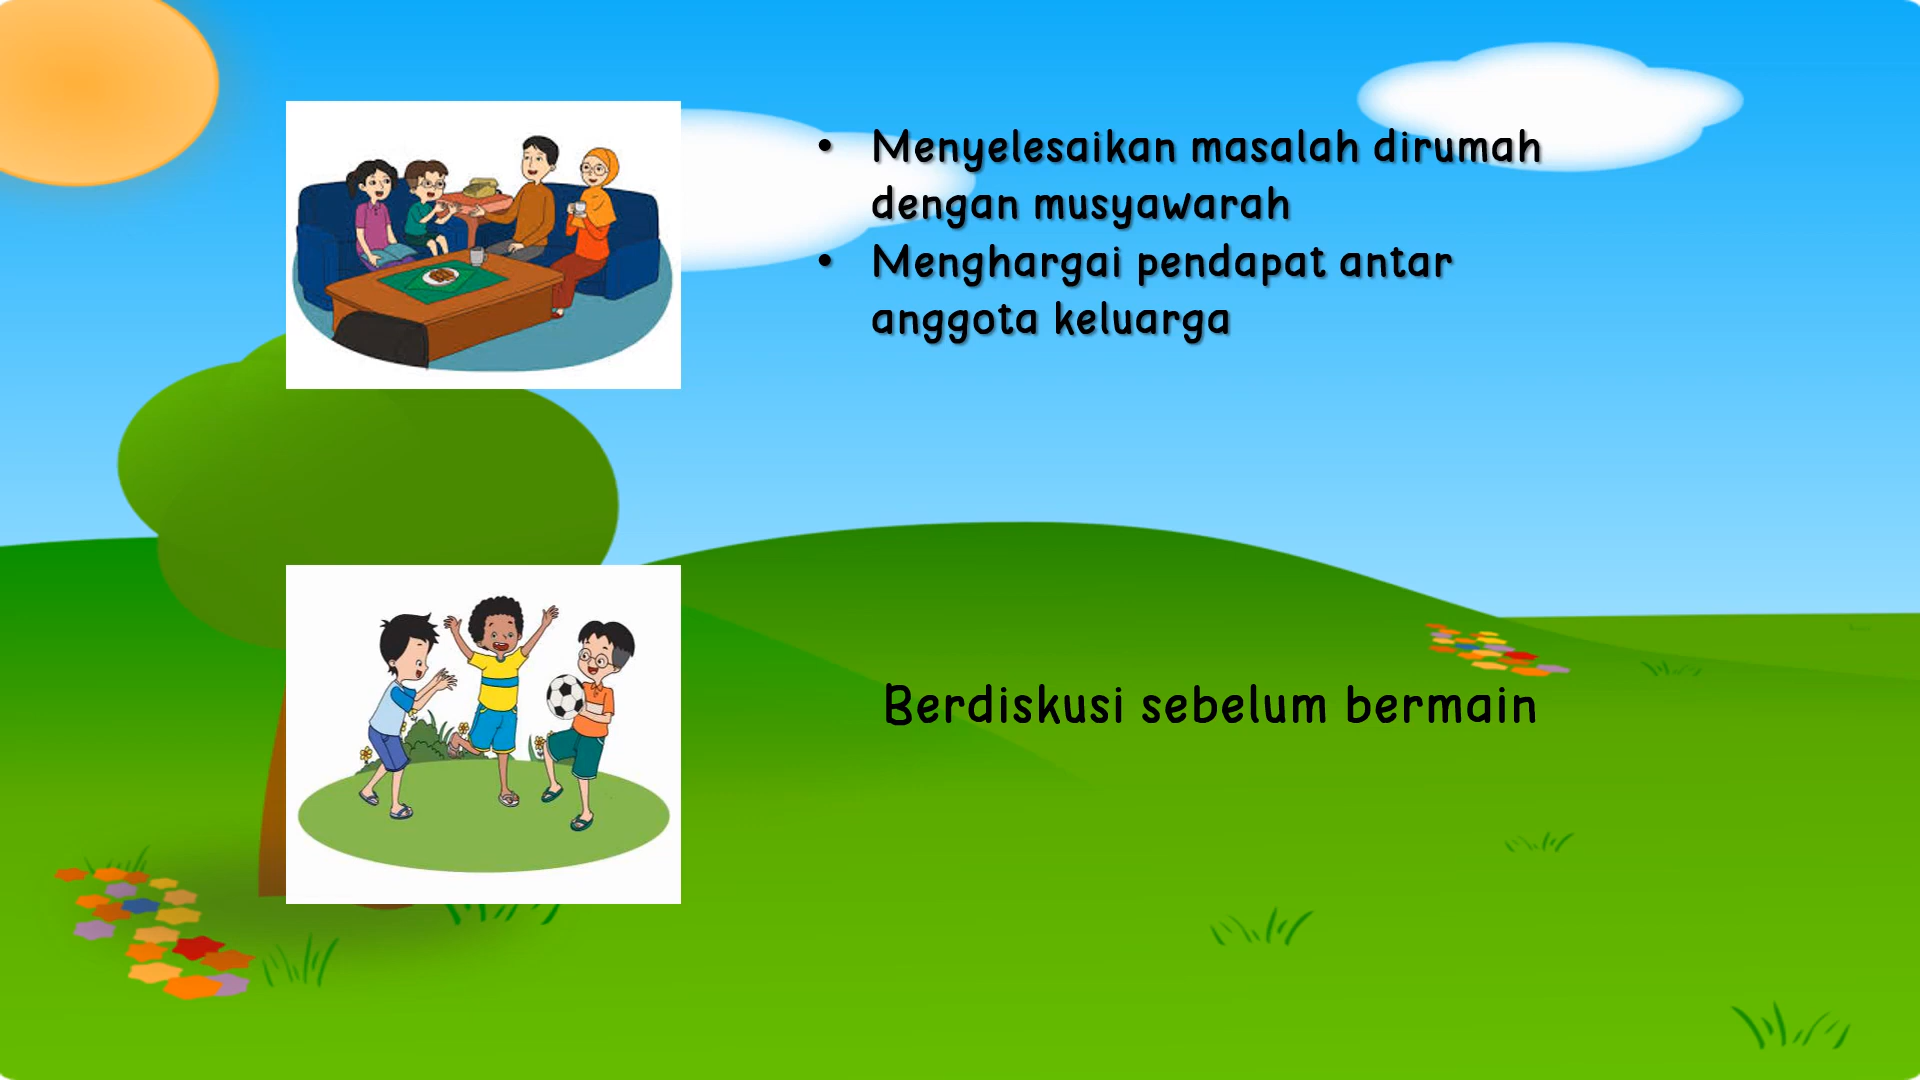 • Menyelesaikan masalah dirumah
dengan musyawarah
• Menghargai pendapat antar
anggota keluarga
Berdiskusi sebelum bermain